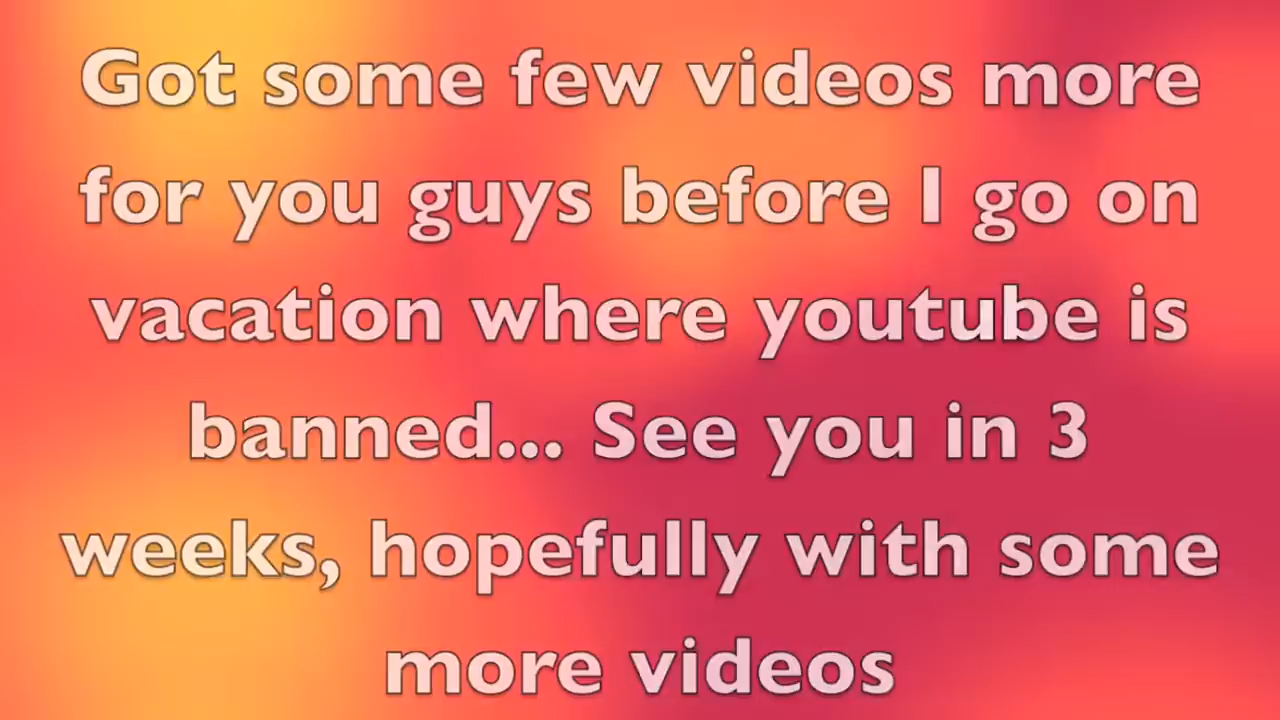 Got some few videos more
for you guys before I go on
vacation where youtube is
banned... See you in 3
weeks, hopefully with some
more videos